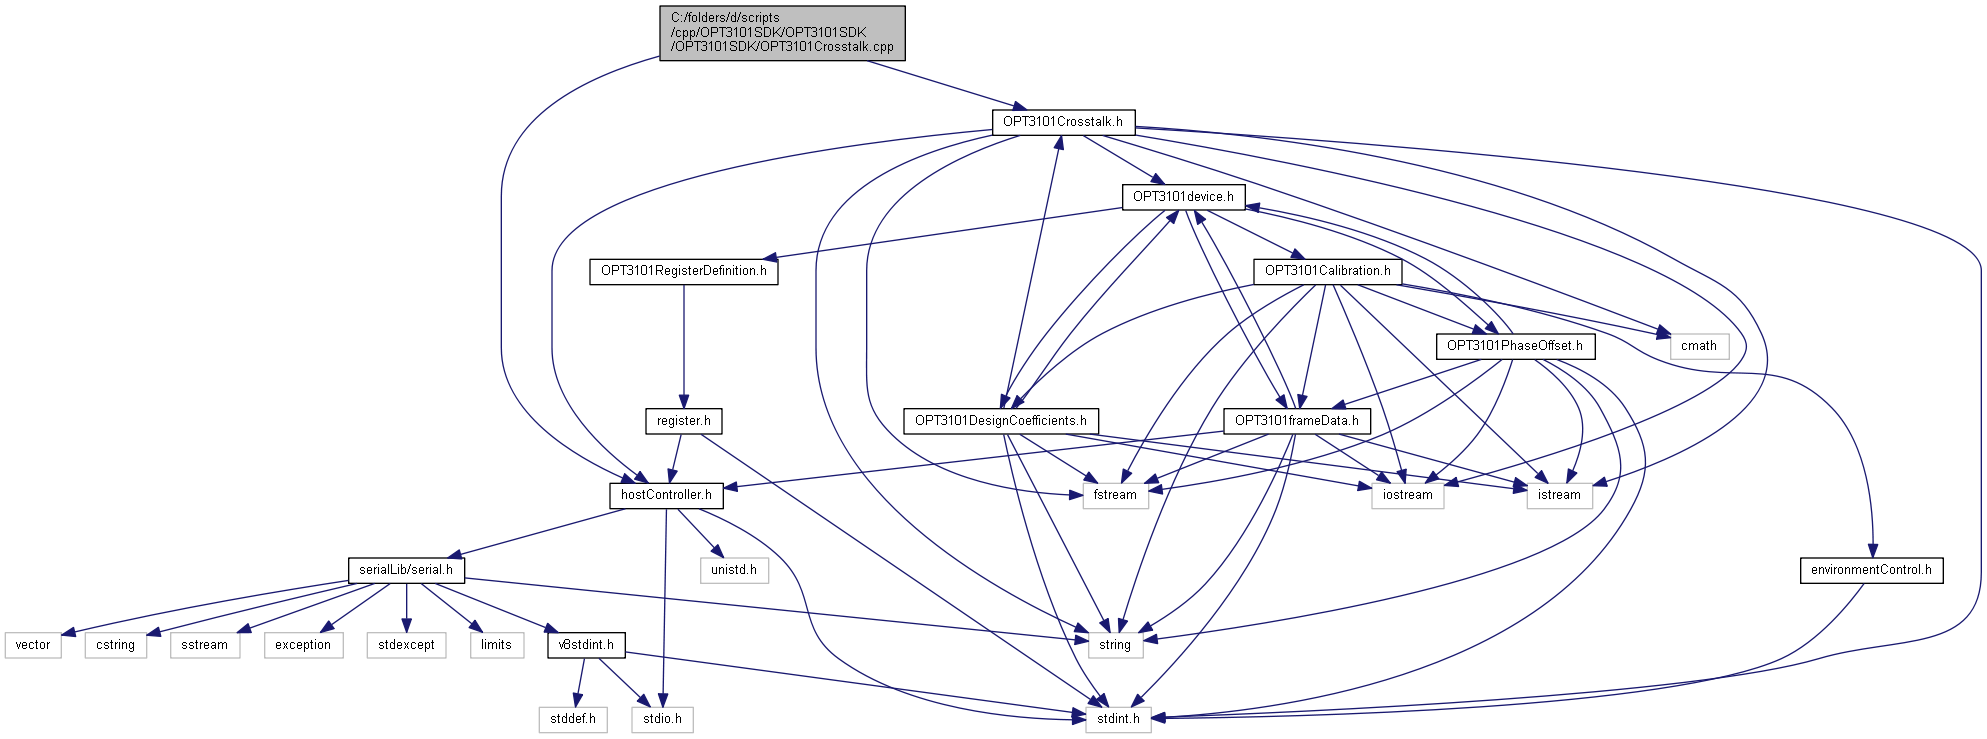 C:/folders/d/scripts
/cpp/OPT3101SDK/OPT3101SDK
/OPT3101SDK/OPT3101Crosstalk.cpp
OPT3101Crosstalk.h
OPT3101device.h
OPT3101RegisterDefinition.h
OPT3101Calibration.h
OPT3101PhaseOffset.h
cmath
OPT3101DesignCoefficients.h
OPT3101frameData.h
register.h
hostController.h
fstream
iostream
istream
serialLib/serial.h
unistd.h
environmentControl.h
vector
cstring
sstream
exception
stdexcept
limits
v8stdint.h
string
stddef.h
stdio.h
stdint.h